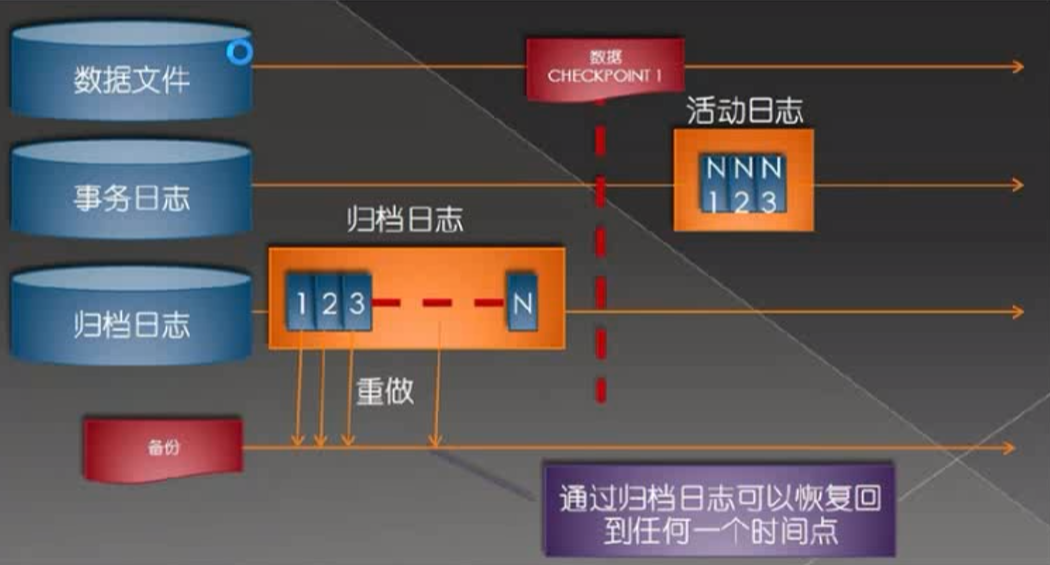 数据文件
数据
CHECKPOINT 1
活动日志
N N N
1 2 3
事务日志
归档日志
归档日志
1 2 3 N
重做
备份
通过归档日志可以恢复回
到任何一个时间点